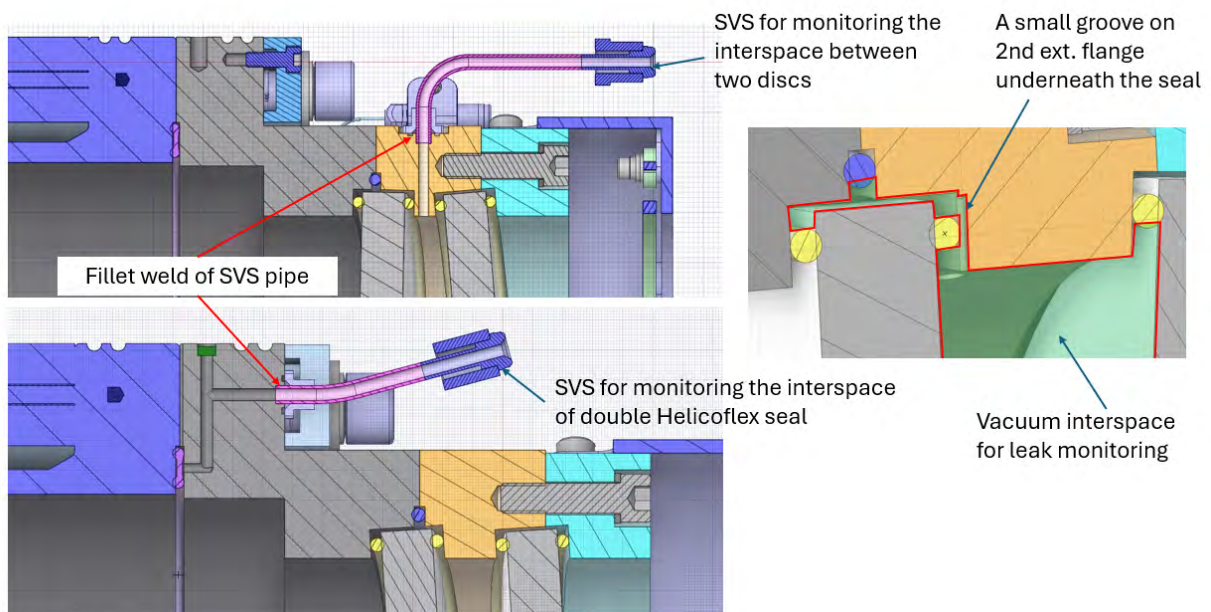 SVS for monitoring the
interspace between
two discs
A small groove on
2nd ext. flange
underneath the seal
Fillet weld of SVS pipe
SVS for monitoring the interspace
of double Helicoflex seal
Vacuum interspace
for leak monitoring